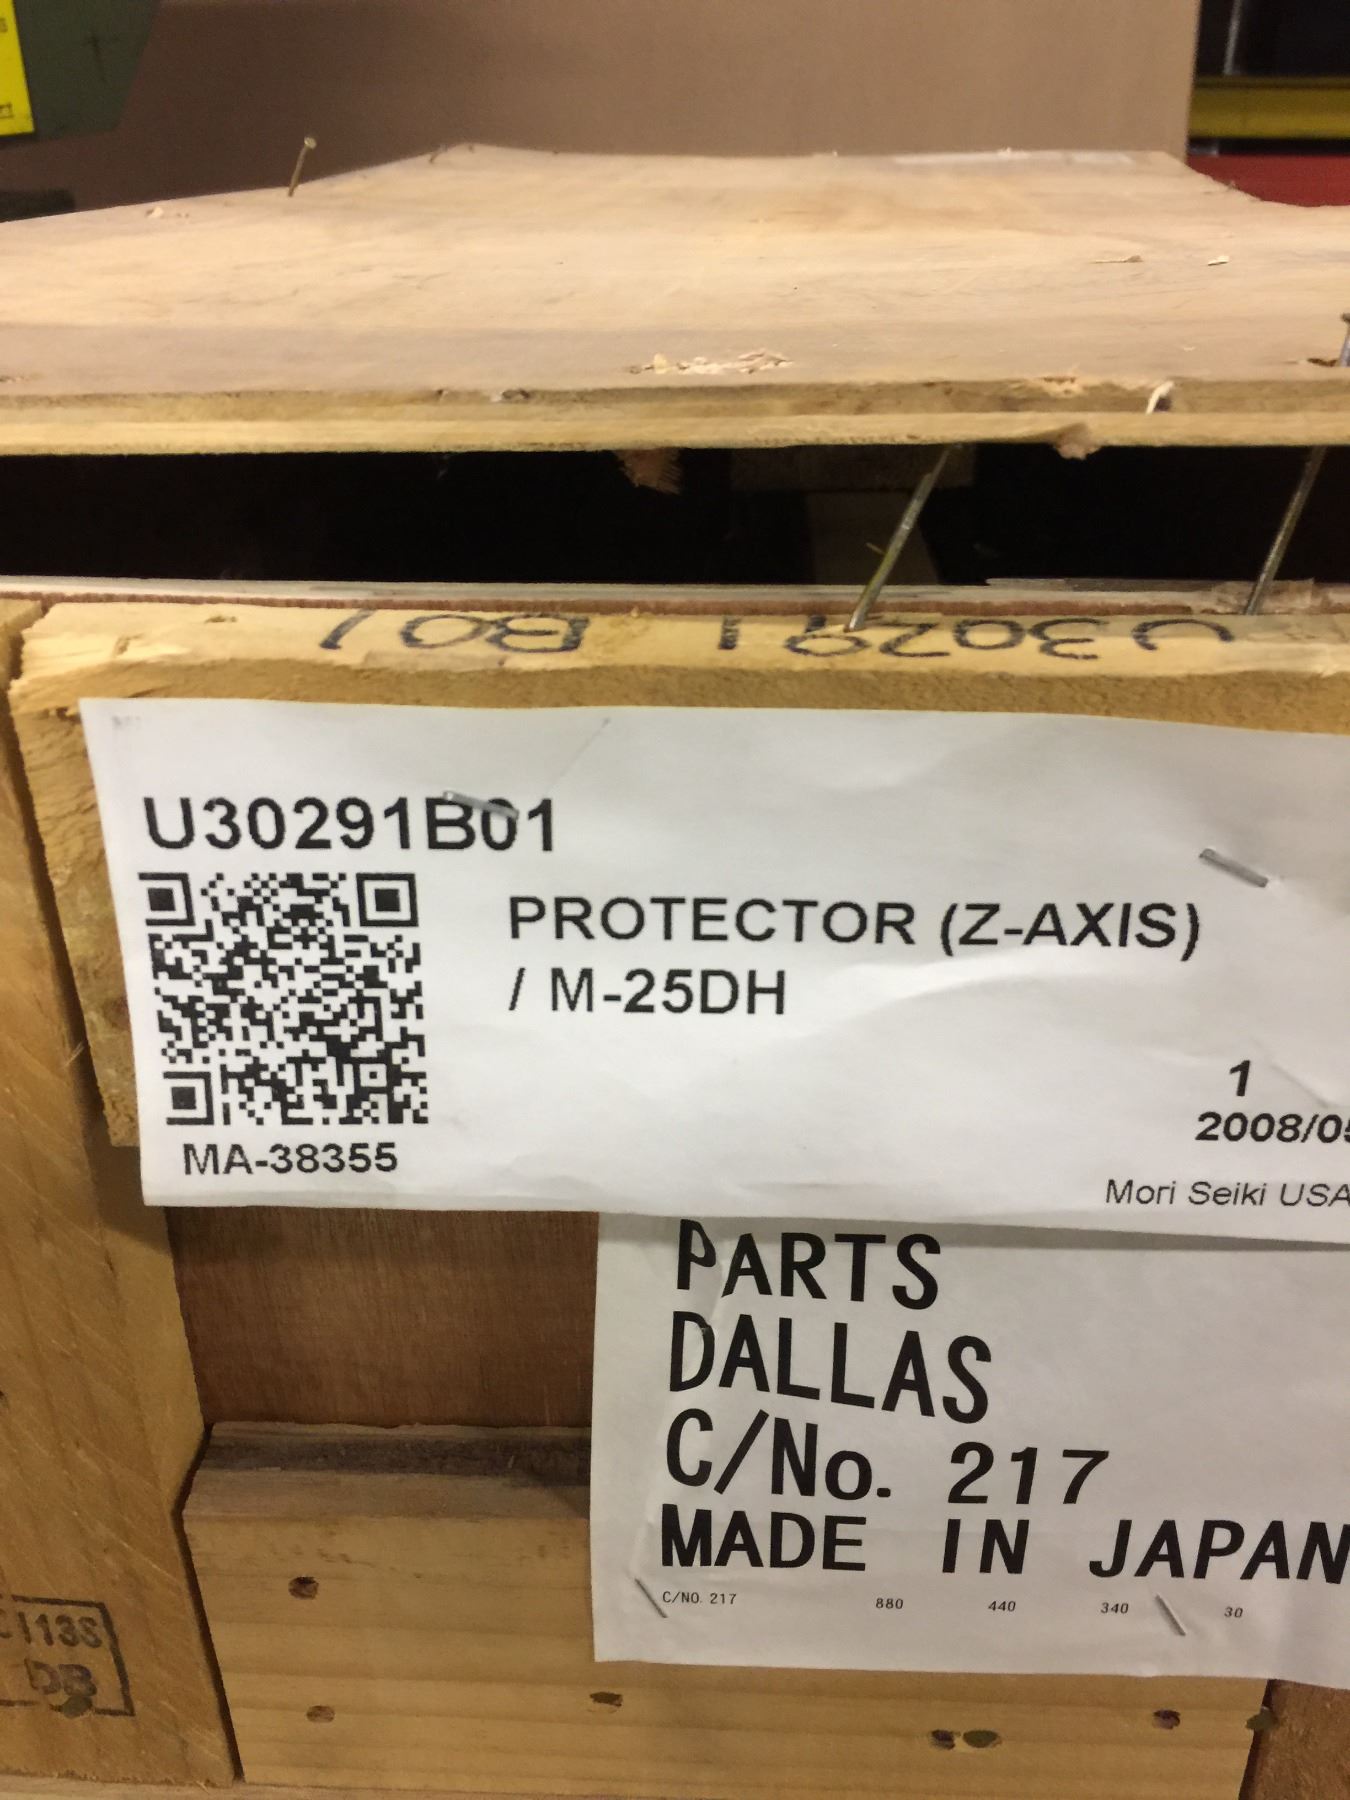 U30291 B01
U30291B01
PROTECTOR (Z-AXIS)
/ M-25DH
1
2008/05
MA-38355
Mori Seiki USA
PARTS
DALLAS
C/No. 217
MADE IN JAPAN
C/NO. 217 880 440 340 30
DB